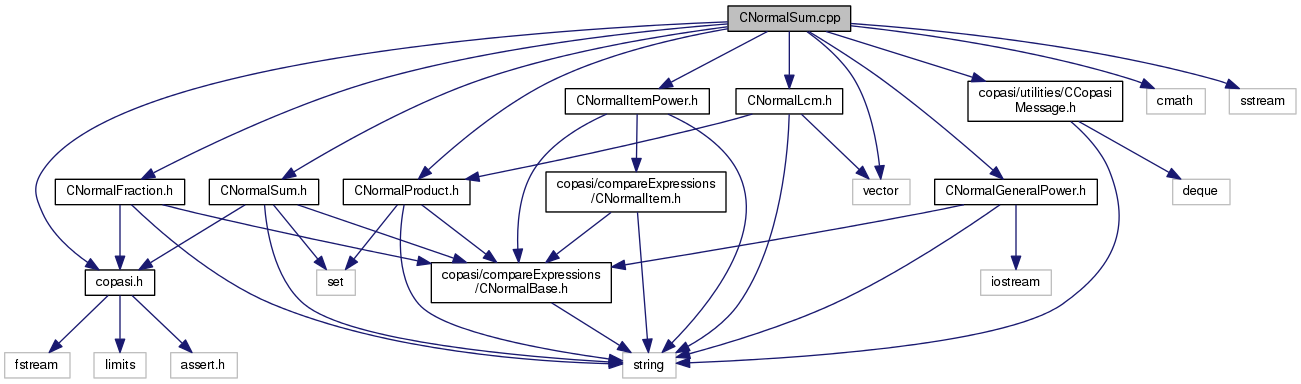 CNormalSum.cpp
CNormalItemPower.h
CNormalLcm.h
copasi/utilities/CCopasi
Message.h
cmath
sstream
CNormalFraction.h
CNormalSum.h
CNormalProduct.h
copasi/compareExpressions
/CNormalItem.h
vector
CNormalGeneralPower.h
deque
copasi.h
set
copasi/compareExpressions
/CNormalBase.h
iostream
fstream
limits
assert.h
string